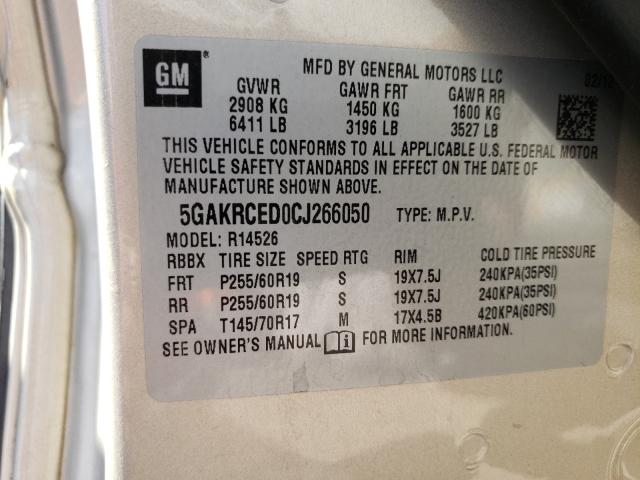 GM
MFD BY GENERAL MOTORS LLC 02/12
GVWR GAWR FRT GAWR RR
2908 KG 1450 KG 1600 KG
6411 LB 3196 LB 3527 LB
THIS VEHICLE CONFORMS TO ALL APPLICABLE U.S. FEDERAL MOTOR
VEHICLE SAFETY STANDARDS IN EFFECT ON THE DATE OF
MANUFACTURE SHOWN ABOVE.
5GAKRCED0CJ266050 TYPE: M.P.V.
MODEL: R14526
RBBX TIRE SIZE SPEED RTG RIM COLD TIRE PRESSURE
FRT P255/60R19 S 19X7.5J 240KPA(35PSI)
RR P255/60R19 S 19X7.5J 240KPA(35PSI)
SPA T145/70R17 M 17X4.5B 420KPA(60PSI)
SEE OWNER'S MANUAL i FOR MORE INFORMATION.